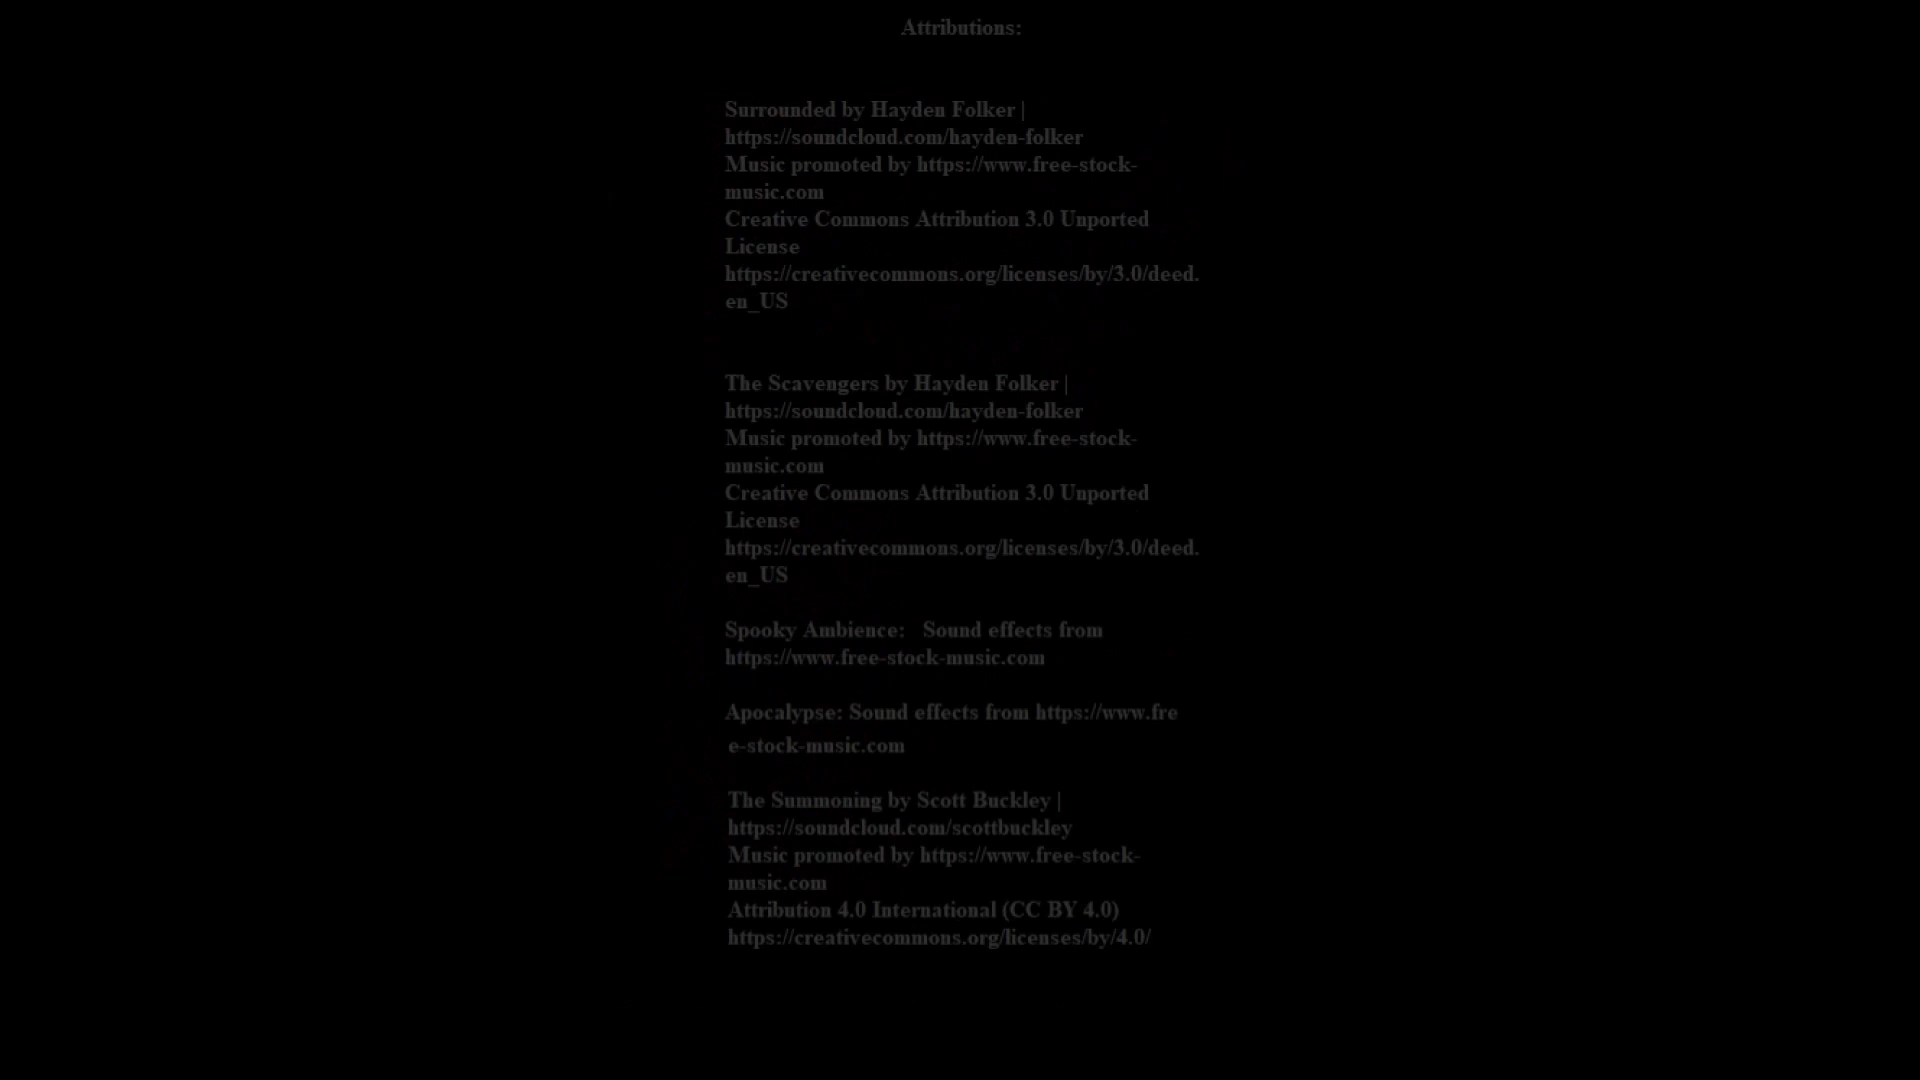 Attributions:
Surrounded by Hayden Folker |
https://soundcloud.com/hayden-folker
Music promoted by https://www.free-stock-
music.com
Creative Commons Attribution 3.0 Unported
License
https://creativecommons.org/licenses/by/3.0/deed.
en_US
The Scavengers by Hayden Folker |
https://soundcloud.com/hayden-folker
Music promoted by https://www.free-stock-
music.com
Creative Commons Attribution 3.0 Unported
License
https://creativecommons.org/licenses/by/3.0/deed.
en_US
Spooky Ambience:   Sound effects from
https://www.free-stock-music.com
Apocalypse: Sound effects from https://www.fre
e-stock-music.com
The Summoning by Scott Buckley |
https://soundcloud.com/scottbuckley
Music promoted by https://www.free-stock-
music.com
Attribution 4.0 International (CC BY 4.0)
https://creativecommons.org/licenses/by/4.0/